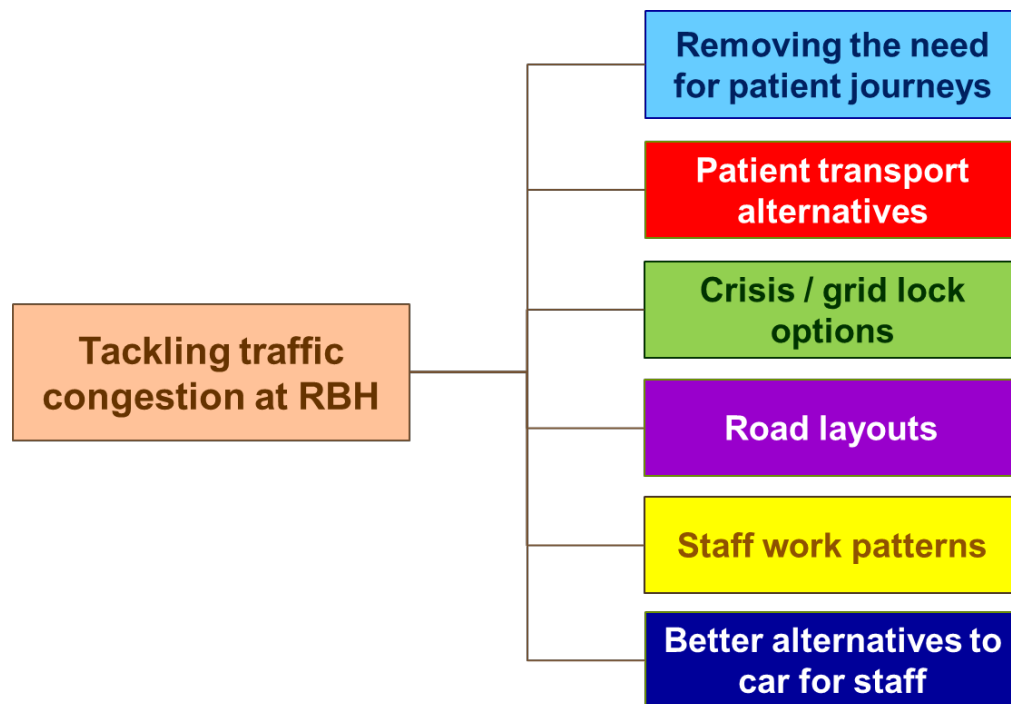 Removing the need
for patient journeys
Patient transport
alternatives
Crisis / grid lock
options
Tackling traffic
congestion at RBH
Road layouts
Staff work patterns
Better alternatives to
car for staff